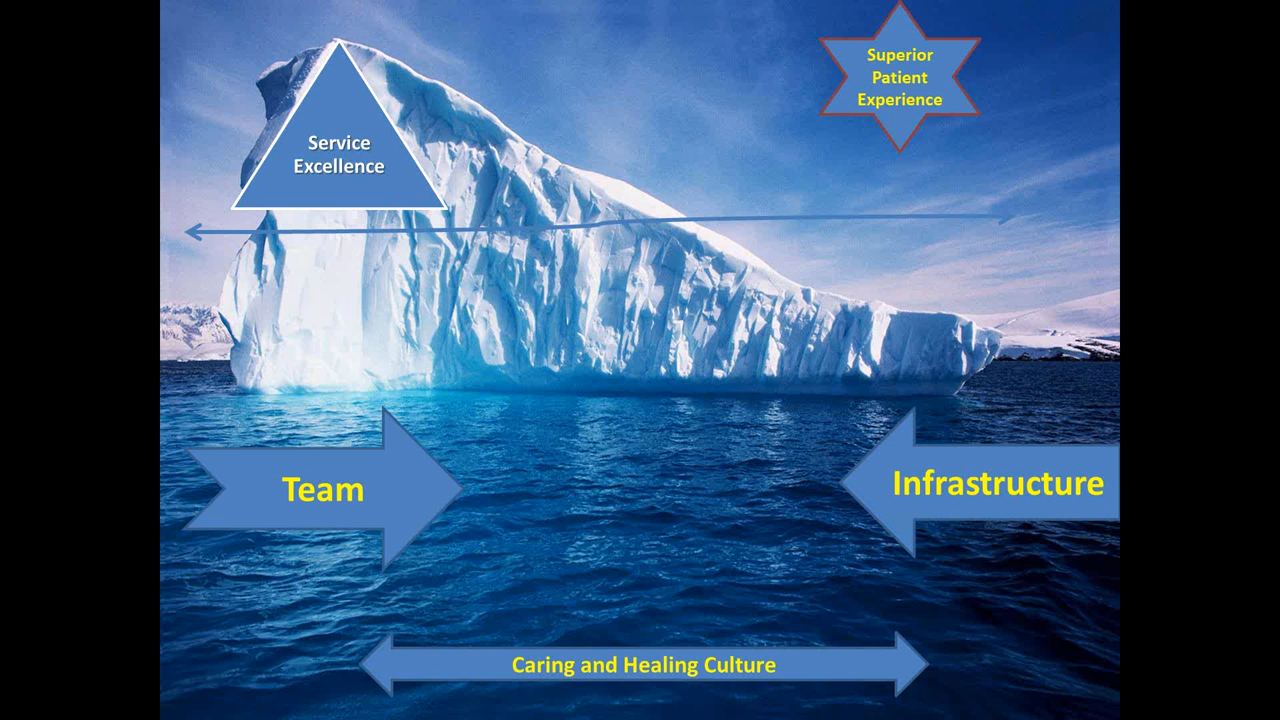 Superior
Patient
Experience
Service
Excellence
Team
Infrastructure
Caring and Healing Culture